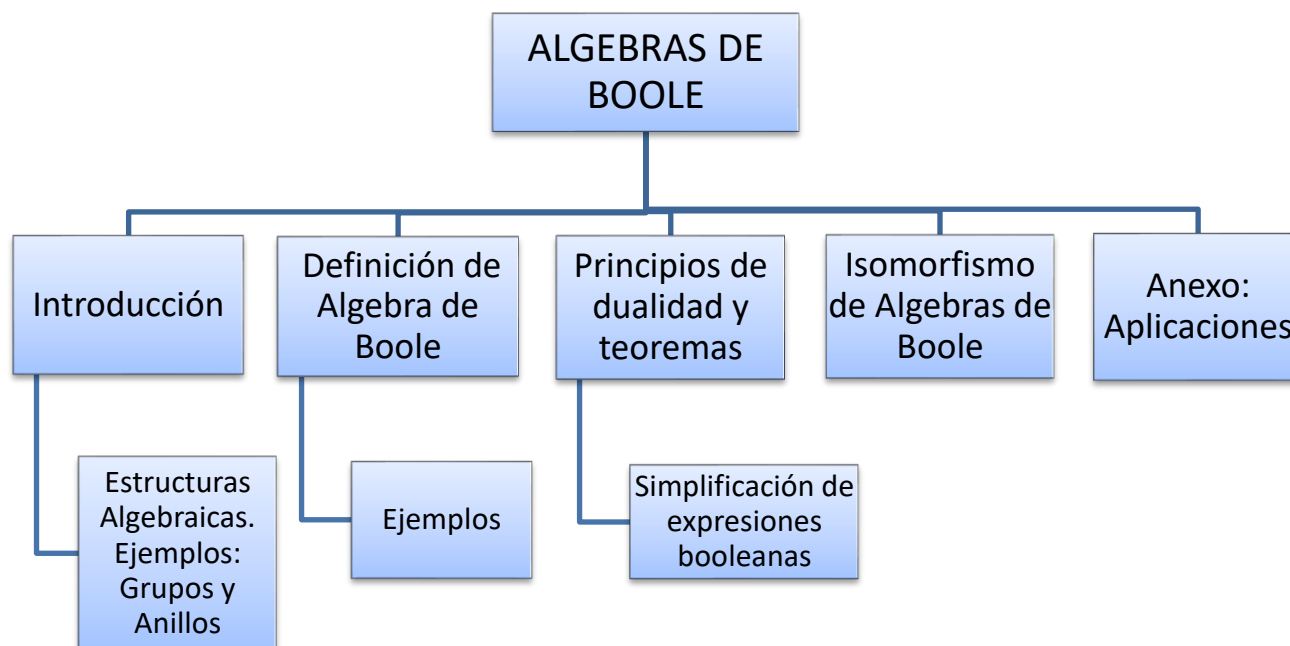 ALGEBRAS DE
BOOLE
Introducción
Definición de
Algebra de
Boole
Principios de
dualidad y
teoremas
Isomorfismo
de Algebras de
Boole
Anexo:
Aplicaciones
Estructuras
Algebraicas.
Ejemplos:
Grupos y
Anillos
Ejemplos
Simplificación de
expresiones
booleanas